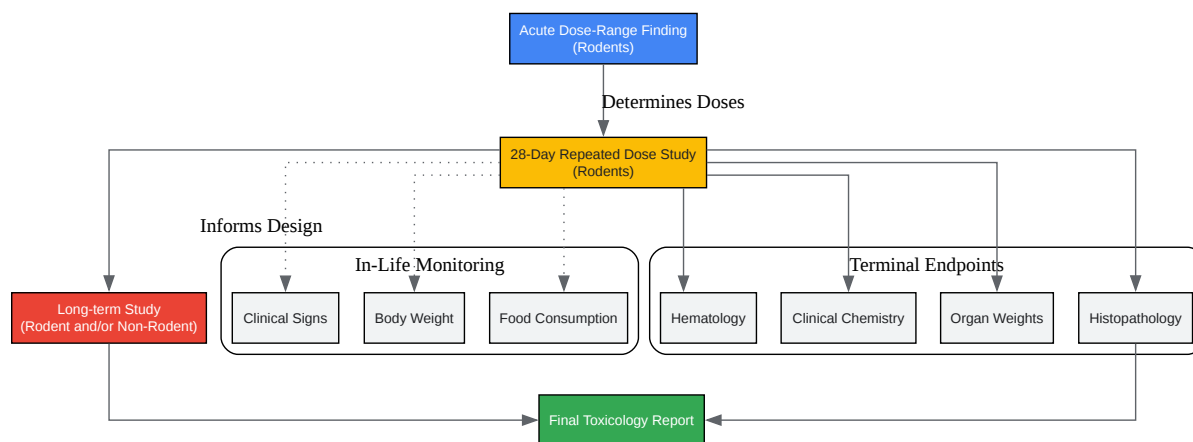 Acute Dose-Range Finding
(Rodents)
Determines Doses
28-Day Repeated Dose Study
(Rodents)
Informs Design
In-Life Monitoring
Terminal Endpoints
Long-term Study
(Rodent and/or Non-Rodent)
Clinical Signs
Body Weight
Food Consumption
Hematology
Clinical Chemistry
Organ Weights
Histopathology
Final Toxicology Report